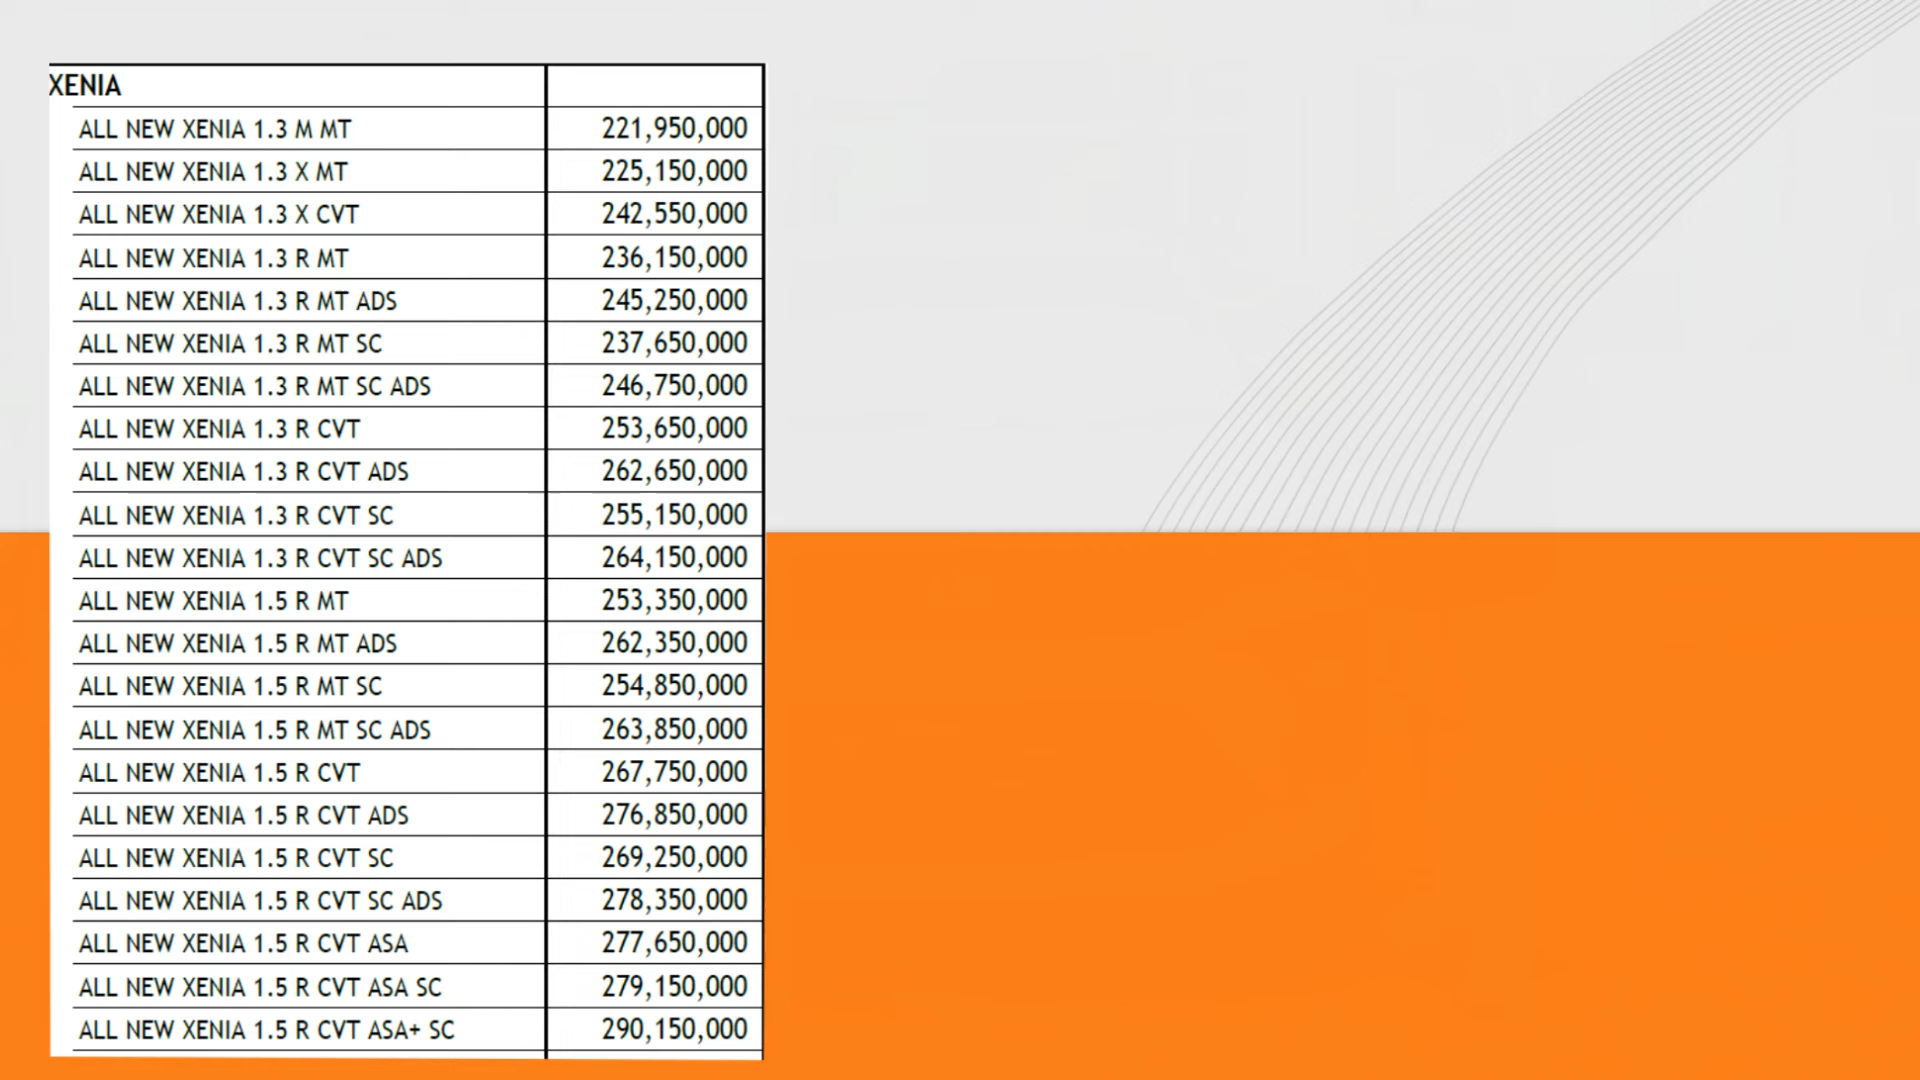 XENIA
ALL NEW XENIA 1.3 M MT 221,950,000
ALL NEW XENIA 1.3 X MT 225,150,000
ALL NEW XENIA 1.3 X CVT 242,550,000
ALL NEW XENIA 1.3 R MT 236,150,000
ALL NEW XENIA 1.3 R MT ADS 245,250,000
ALL NEW XENIA 1.3 R MT SC 237,650,000
ALL NEW XENIA 1.3 R MT SC ADS 246,750,000
ALL NEW XENIA 1.3 R CVT 253,650,000
ALL NEW XENIA 1.3 R CVT ADS 262,650,000
ALL NEW XENIA 1.3 R CVT SC 255,150,000
ALL NEW XENIA 1.3 R CVT SC ADS 264,150,000
ALL NEW XENIA 1.5 R MT 253,350,000
ALL NEW XENIA 1.5 R MT ADS 262,350,000
ALL NEW XENIA 1.5 R MT SC 254,850,000
ALL NEW XENIA 1.5 R MT SC ADS 263,850,000
ALL NEW XENIA 1.5 R CVT 267,750,000
ALL NEW XENIA 1.5 R CVT ADS 276,850,000
ALL NEW XENIA 1.5 R CVT SC 269,250,000
ALL NEW XENIA 1.5 R CVT SC ADS 278,350,000
ALL NEW XENIA 1.5 R CVT ASA 277,650,000
ALL NEW XENIA 1.5 R CVT ASA SC 279,150,000
ALL NEW XENIA 1.5 R CVT ASA+ SC 290,150,000